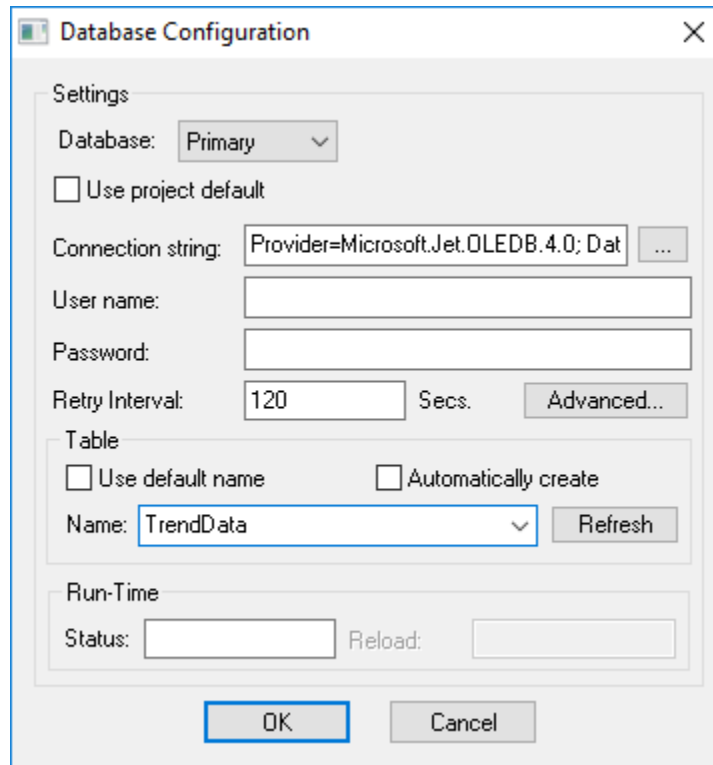 Database Configuration
Settings
Database: Primary
Use project default
Connection string: Provider=Microsoft.Jet.OLEDB.4.0; Dat ...
User name:
Password:
Retry Interval: 120 Secs. Advanced...
Table
Use default name Automatically create
Name: TrendData Refresh
Run-Time
Status: Reload:
OK Cancel